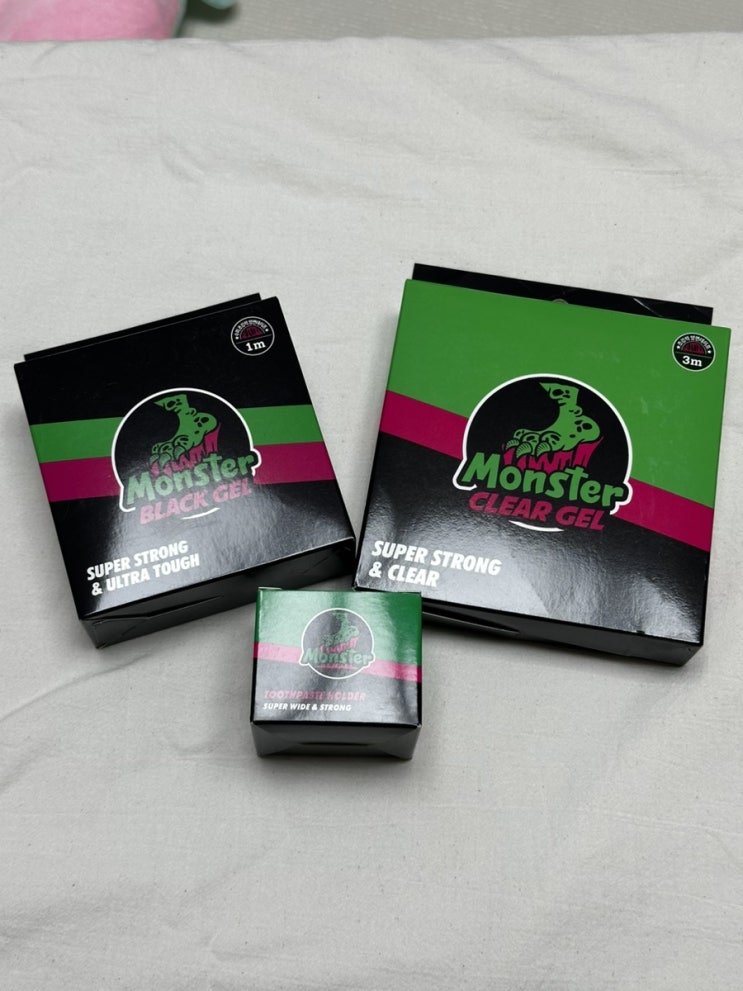 1m
Monster
BLACK GEL
SUPER STRONG
& ULTRA TOUGH
3m
Monster
CLEAR GEL
SUPER STRONG
& CLEAR
Monster
TOOTHPASTE HOLDER
SUPER WIDE & STRONG